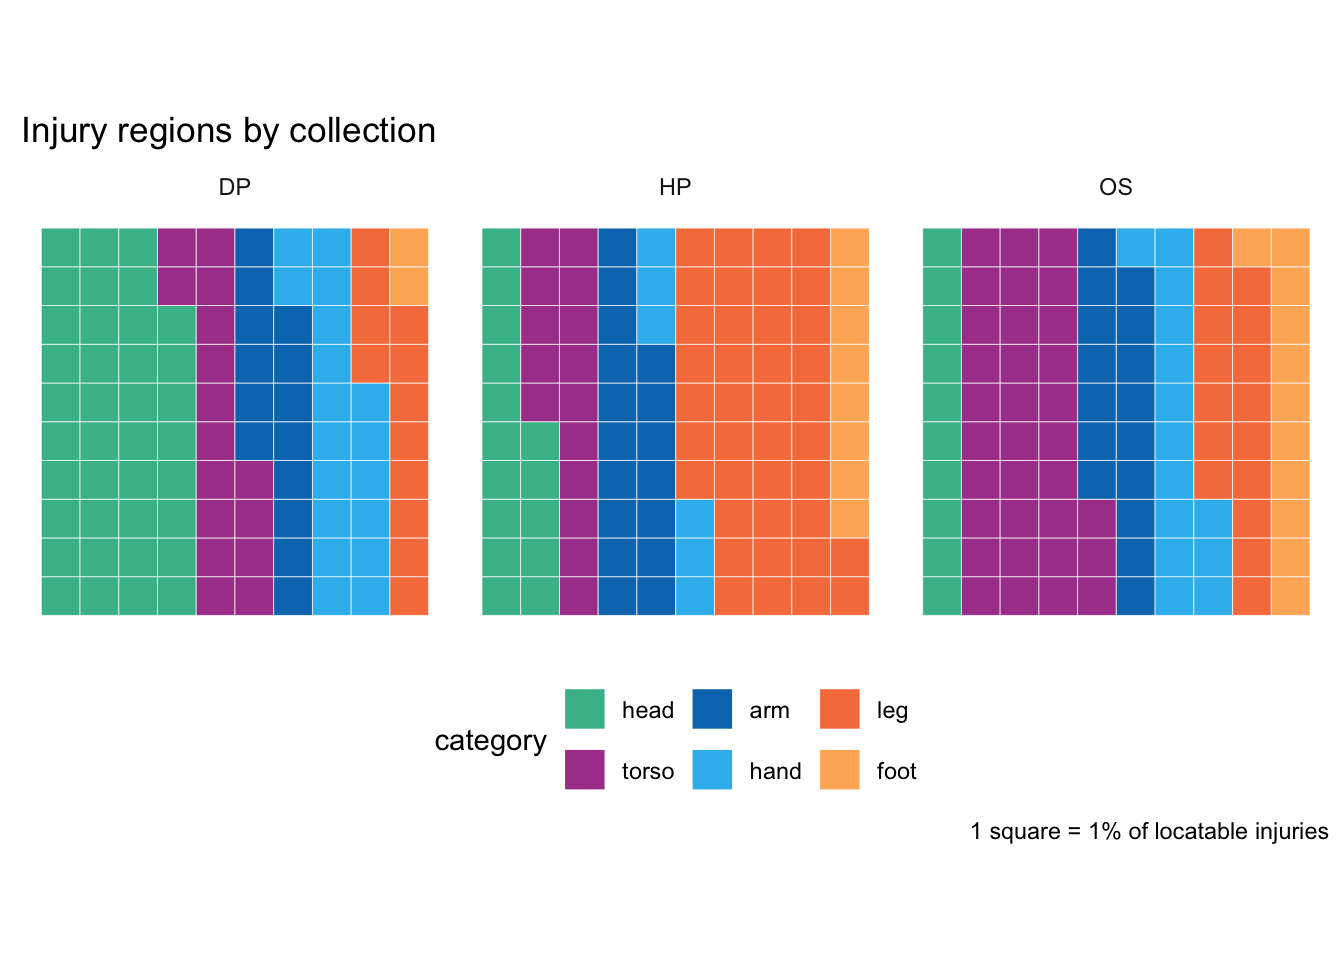 Injury regions by collection
DP
HP
OS
category
head
arm
leg
torso
hand
foot
1 square = 1% of locatable injuries